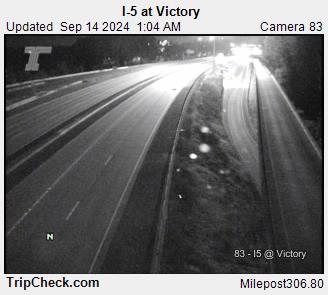 I-5 at Victory
Updated Sep 14 2024 1:04 AM Camera 83
T
N
83 - I5 @ Victory
TripCheck.com Milepost306.80